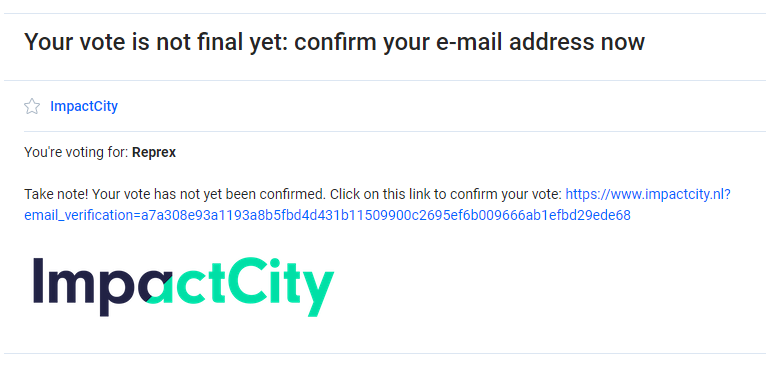 Your vote is not final yet: confirm your e-mail address now
ImpactCity
You're voting for: Reprex
Take note! Your vote has not yet been confirmed. Click on this link to confirm your vote: https://www.impactcity.nl?
email_verification=a7a308e93a1193a8b5fbd4d431b11509900c2695ef6b009666ab1efbd29ede68
ImpactCity